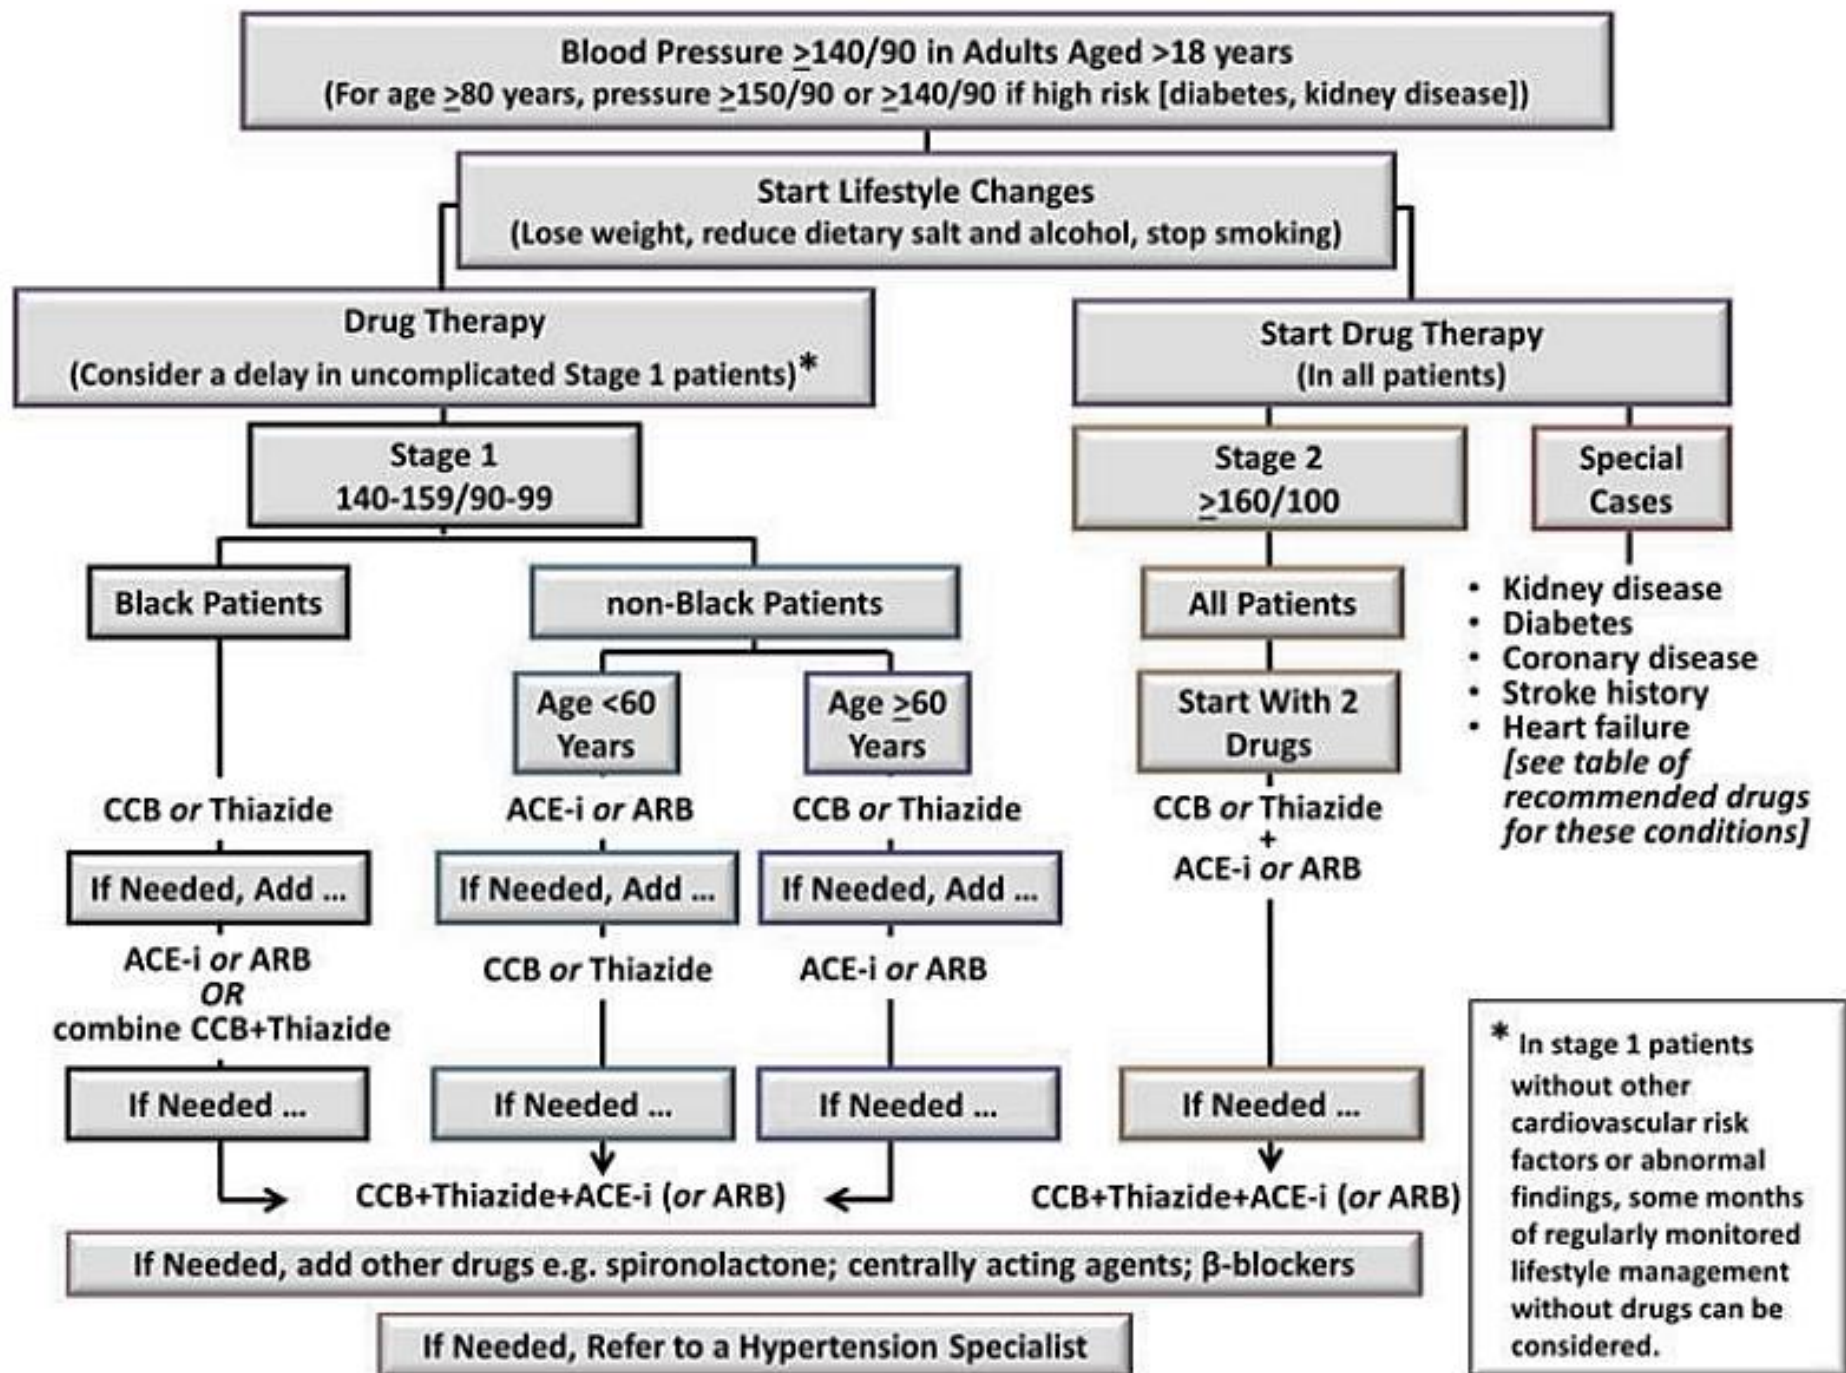 Blood Pressure ≥140/90 in Adults Aged >18 years
(For age ≥80 years, pressure ≥150/90 or ≥140/90 if high risk [diabetes, kidney disease])
Start Lifestyle Changes
(Lose weight, reduce dietary salt and alcohol, stop smoking)
Drug Therapy
(Consider a delay in uncomplicated Stage 1 patients)*
Start Drug Therapy
(In all patients)
Stage 1
140-159/90-99
Black Patients
non-Black Patients
Age <60
Years
Age ≥60
Years
CCB or Thiazide
If Needed, Add ...
ACE-i or ARB
OR
combine CCB+Thiazide
If Needed ...
ACE-i or ARB
If Needed, Add ...
CCB or Thiazide
If Needed ...
CCB or Thiazide
If Needed, Add ...
ACE-i or ARB
If Needed ...
CCB+Thiazide+ACE-i (or ARB)
Stage 2
≥160/100
All Patients
Start With 2
Drugs
CCB or Thiazide
+
ACE-i or ARB
If Needed ...
CCB+Thiazide+ACE-i (or ARB)
Special
Cases
• Kidney disease
• Diabetes
• Coronary disease
• Stroke history
• Heart failure
[see table of
recommended drugs
for these conditions]
If Needed, add other drugs e.g. spironolactone; centrally acting agents; β-blockers
If Needed, Refer to a Hypertension Specialist
* In stage 1 patients
without other
cardiovascular risk
factors or abnormal
findings, some months
of regularly monitored
lifestyle management
without drugs can be
considered.